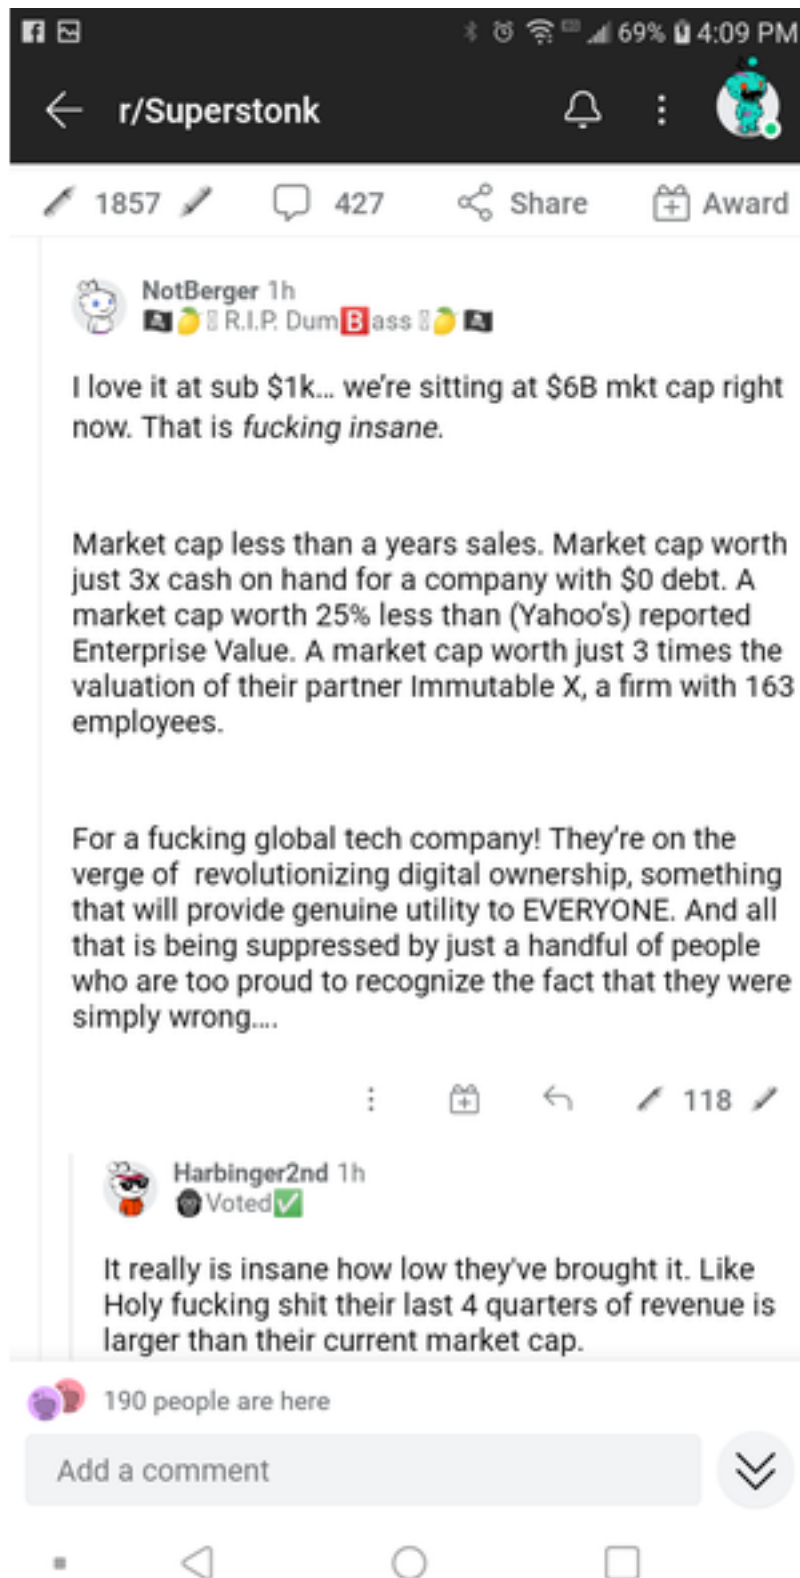 69% 4:09 PM
r/Superstonk
1857 427 Share Award
NotBerger 1h
R.I.P. Dum🅱️ass
I love it at sub $1k... we're sitting at $6B mkt cap right
now. That is fucking insane.
Market cap less than a years sales. Market cap worth
just 3x cash on hand for a company with $0 debt. A
market cap worth 25% less than (Yahoo's) reported
Enterprise Value. A market cap worth just 3 times the
valuation of their partner Immutable X, a firm with 163
employees.
For a fucking global tech company! They're on the
verge of revolutionizing digital ownership, something
that will provide genuine utility to EVERYONE. And all
that is being suppressed by just a handful of people
who are too proud to recognize the fact that they were
simply wrong....
118
Harbinger2nd 1h
Voted✅
It really is insane how low they've brought it. Like
Holy fucking shit their last 4 quarters of revenue is
larger than their current market cap.
190 people are here
Add a comment